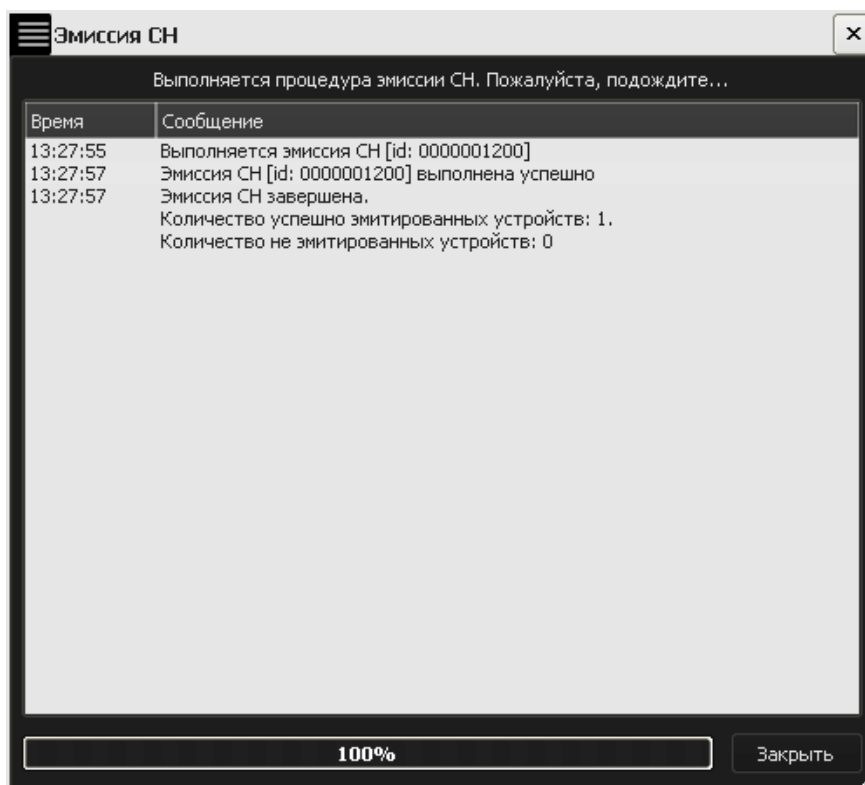 Эмиссия СН
Выполняется процедура эмиссии СН. Пожалуйста, подождите...
Время Сообщение
13:27:55 Выполняется эмиссия СН [id: 0000001200]
13:27:57 Эмиссия СН [id: 0000001200] выполнена успешно
13:27:57 Эмиссия СН завершена.
Количество успешно эмитированных устройств: 1.
Количество не эмитированных устройств: 0
100% Закрыть